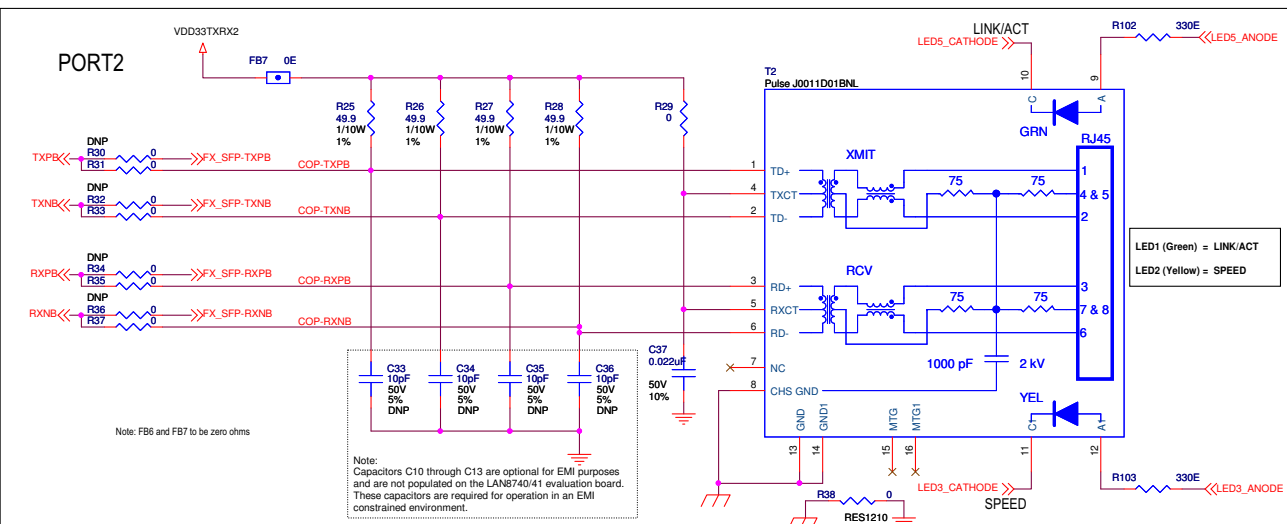 PORT2
VDD33TXRX2
FB7 0E
R25
49.9
1/10W
1%
R26
49.9
1/10W
1%
R27
49.9
1/10W
1%
R28
49.9
1/10W
1%
R29
0
LINK/ACT
LED5_CATHODE
R102 330E
LED5_ANODE
10
9
T2
Pulse J0011D01BNL
C
A
GRN
RJ45
XMIT
TXPB
DNP
R30 0
R31 0
FX_SFP-TXPB
COP-TXPB
1 TD+
4 TXCT
2 TD-
75
75
1
4 & 5
2
TXNB
DNP
R32 0
R33 0
FX_SFP-TXNB
COP-TXNB
LED1 (Green) = LINK/ACT
LED2 (Yellow) = SPEED
RXPB
DNP
R34 0
R35 0
FX_SFP-RXPB
COP-RXPB
RCV
3 RD+
5 RXCT
6 RD-
75
75
3
7 & 8
6
RXNB
DNP
R36 0
R37 0
FX_SFP-RXNB
COP-RXNB
C33
10pF
50V
5%
DNP
C34
10pF
50V
5%
DNP
C35
10pF
50V
5%
DNP
C36
10pF
50V
5%
DNP
C37
0.022uF
50V
10%
7 NC
8 CHS GND
1000 pF 2 kV
YEL
GND
GND1
MTG
MTG1
C1
A1
13
14
15
16
11
12
Note: FB6 and FB7 to be zero ohms
Note:
Capacitors C10 through C13 are optional for EMI purposes
and are not populated on the LAN8740/41 evaluation board.
These capacitors are required for operation in an EMI
constrained environment.
R38 0
RES1210
LED3_CATHODE
SPEED
R103 330E
LED3_ANODE